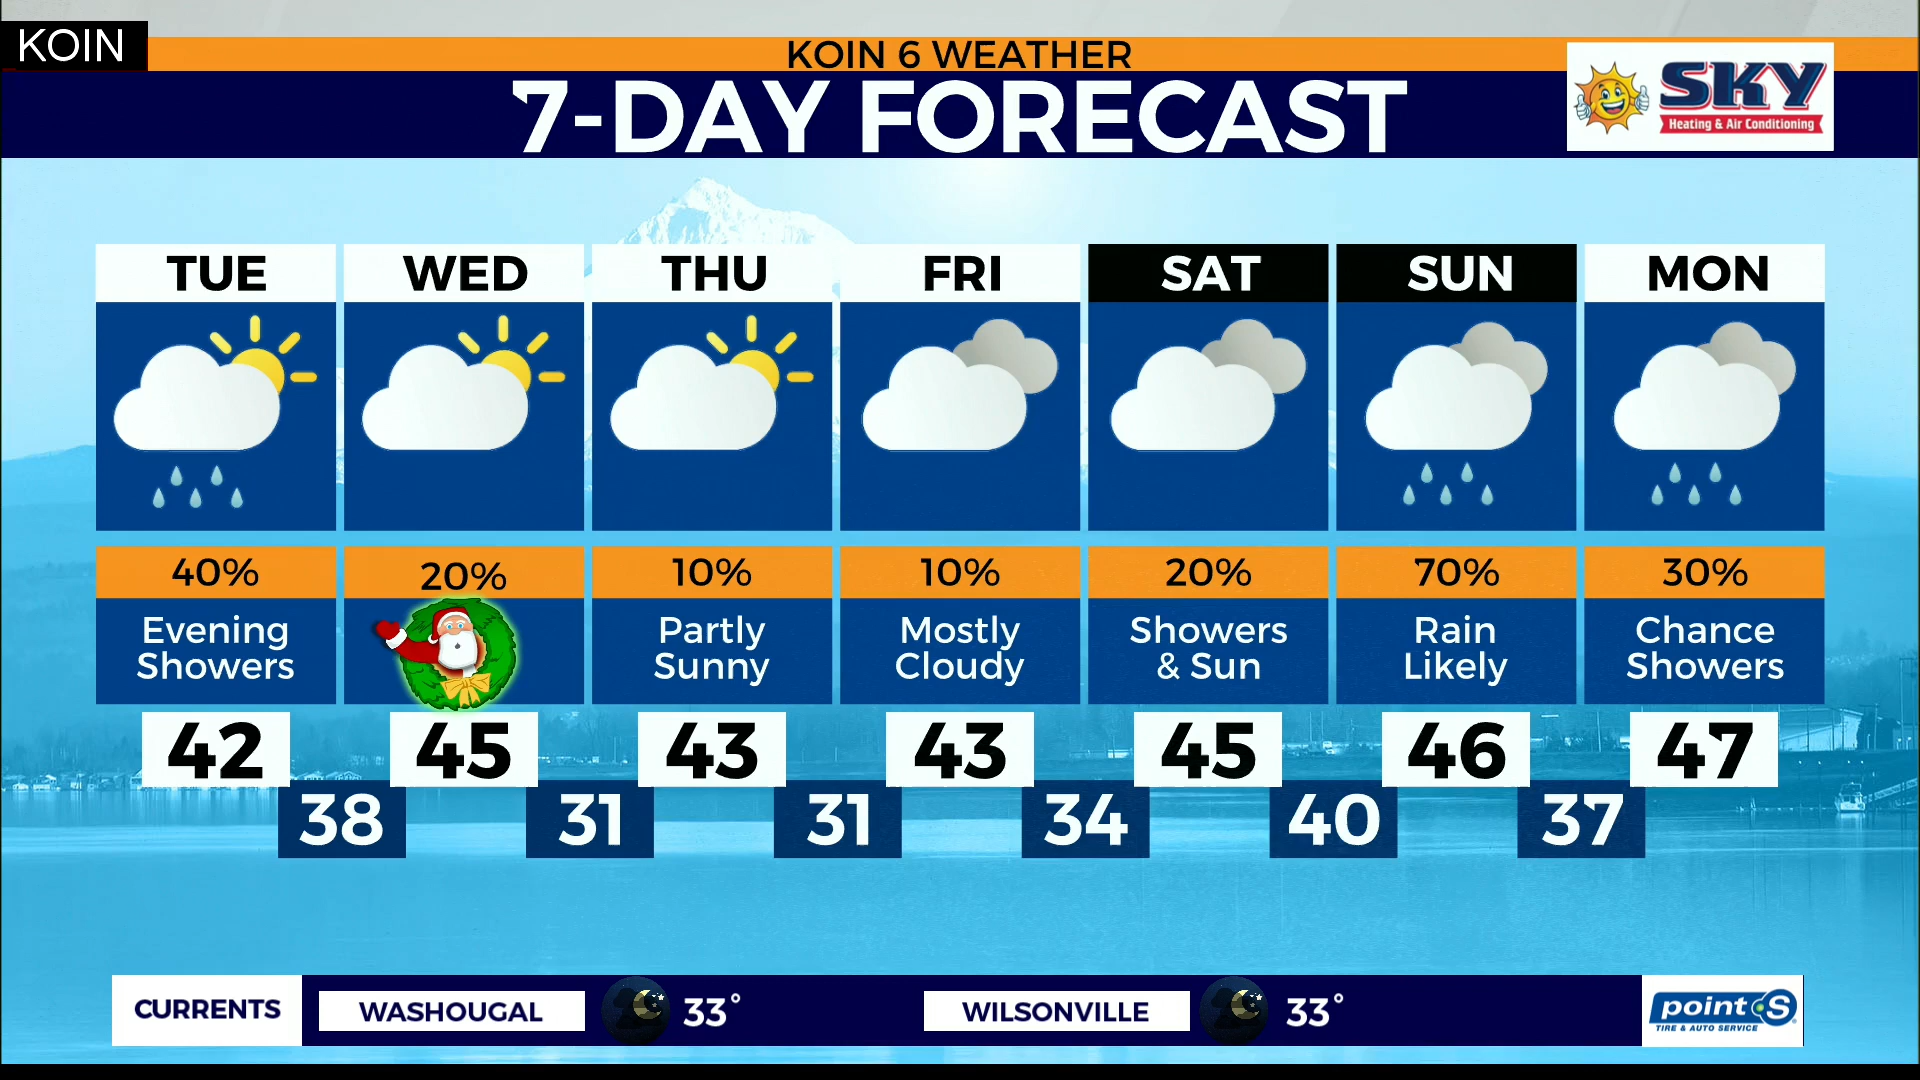 KOIN
KOIN 6 WEATHER
7-DAY FORECAST
SKY
Heating & Air Conditioning
TUE WED THU FRI SAT SUN MON
40% 20% 10% 10% 20% 70% 30%
Evening Partly Mostly Showers Rain Chance
Showers Sunny Cloudy & Sun Likely Showers
42 45 43 43 45 46 47
38 31 31 34 40 37
CURRENTS WASHOUGAL 33° WILSONVILLE 33°
point S
TIRE & AUTO SERVICE